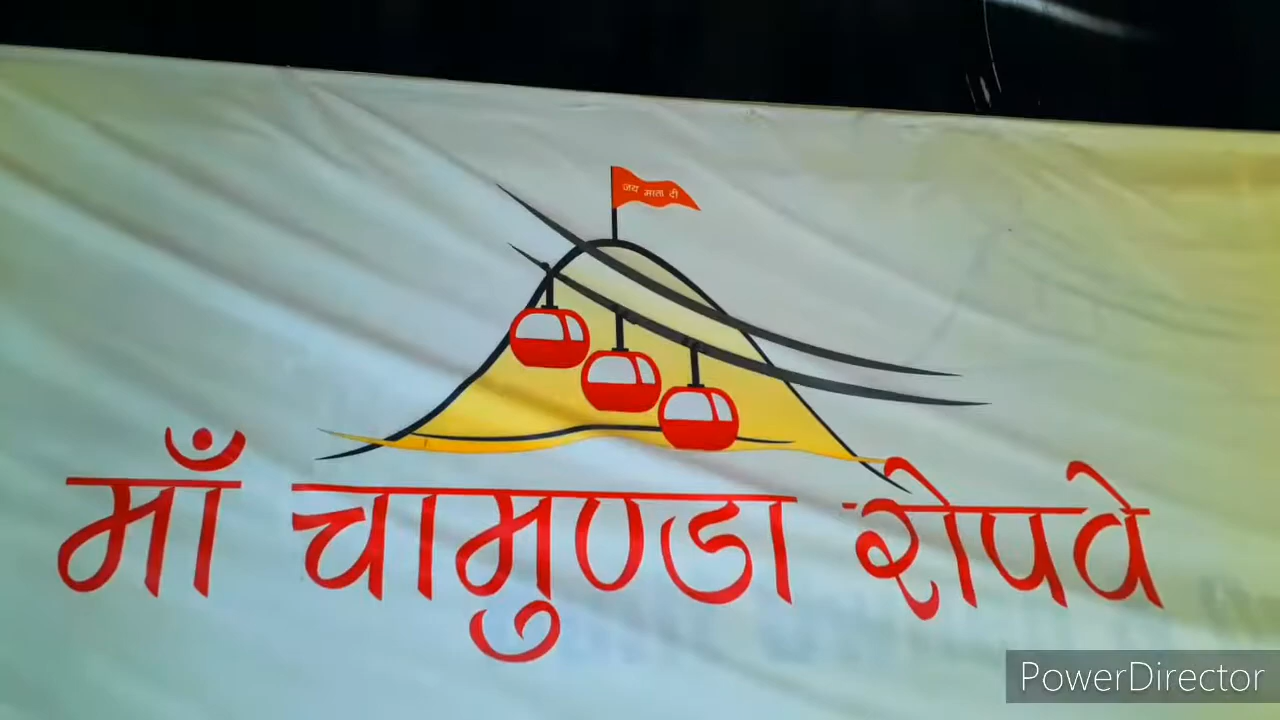 जय माता दी
माँ चामुण्डा रोपवे
PowerDirector